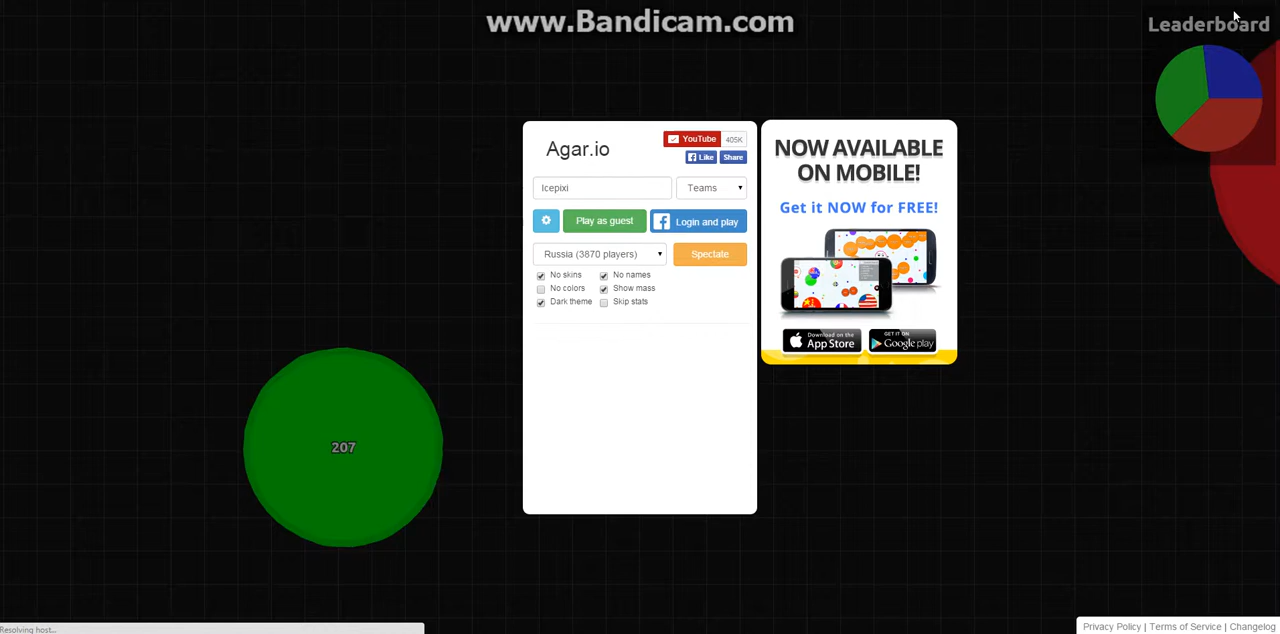 www.Bandicam.com
Leaderboard
Agar.io
YouTube 405K
Like Share
Icepixi
Teams
Play as guest
Login and play
Russia (3870 players)
Spectate
No skins
No names
No colors
Show mass
Dark theme
Skip stats
NOW AVAILABLE
ON MOBILE!
Get it NOW for FREE!
Download on the
App Store
GET IT ON
Google play
207
Resolving host...
Privacy Policy | Terms of Service | Changelog